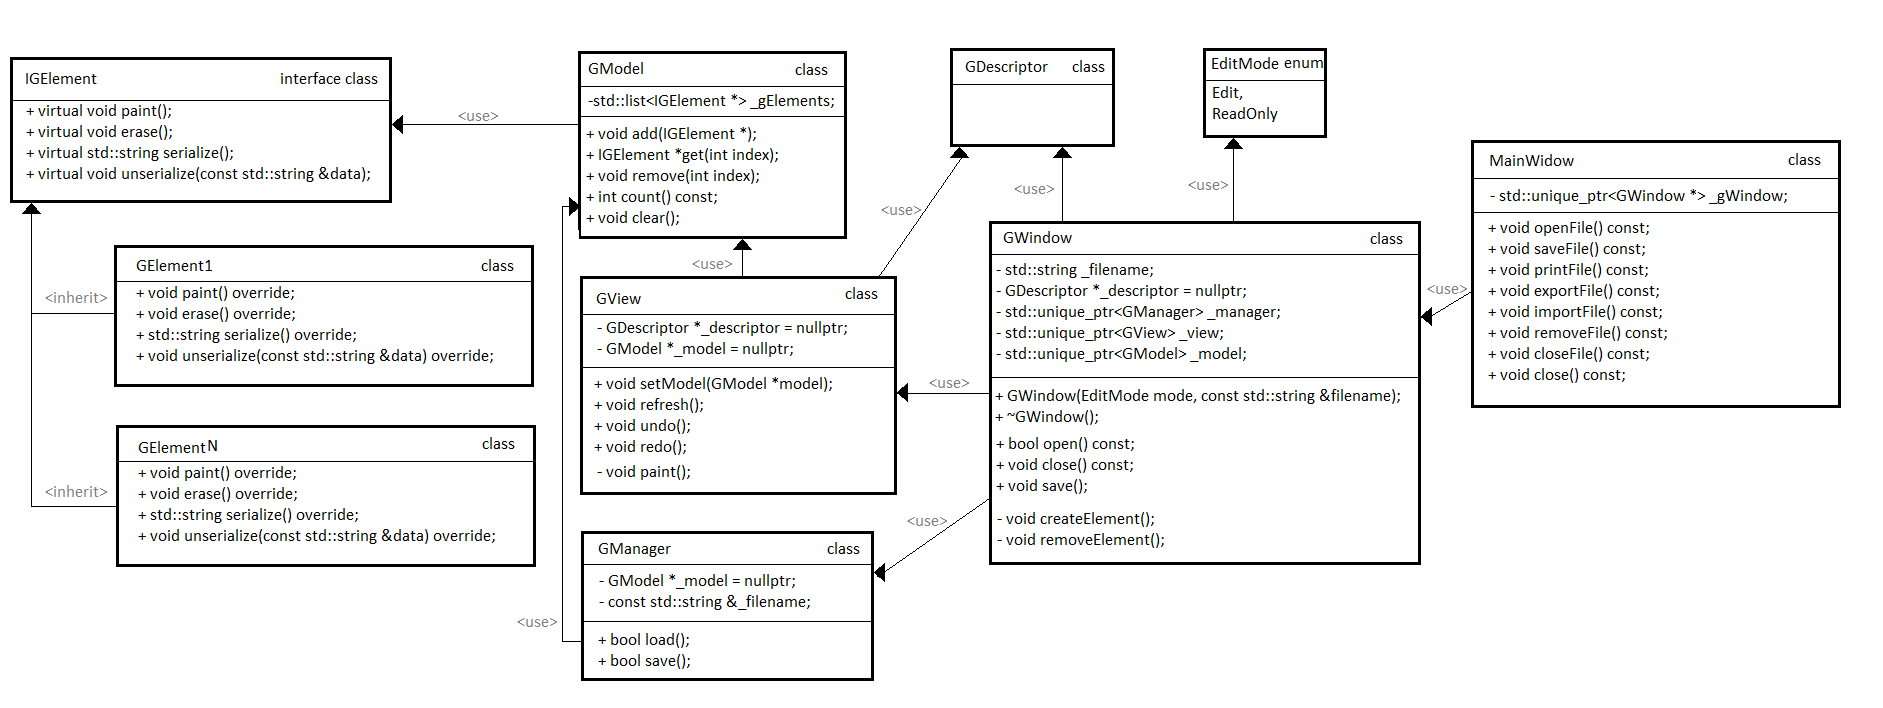 IGElement interface class
+ virtual void paint();
+ virtual void erase();
+ virtual std::string serialize();
+ virtual void unserialize(const std::string &data);
<use>
GModel class
-std::list<IGElement *> _gElements;
+ void add(IGElement *);
+ IGElement *get(int index);
+ void remove(int index);
+ int count() const;
+ void clear();
GDescriptor class
EditMode enum
Edit,
ReadOnly
<use>
<use>
<use>
<use>
MainWidow class
- std::unique_ptr<GWindow *> _gWindow;
+ void openFile() const;
+ void saveFile() const;
+ void printFile() const;
+ void exportFile() const;
+ void importFile() const;
+ void removeFile() const;
+ void closeFile() const;
+ void close() const;
<use>
<inherit>
GElement1 class
+ void paint() override;
+ void erase() override;
+ std::string serialize() override;
+ void unserialize(const std::string &data) override;
<inherit>
GElementN class
+ void paint() override;
+ void erase() override;
+ std::string serialize() override;
+ void unserialize(const std::string &data) override;
GView class
- GDescriptor *_descriptor = nullptr;
- GModel *_model = nullptr;
+ void setModel(GModel *model);
+ void refresh();
+ void undo();
+ void redo();
- void paint();
<use>
<use>
<use>
GManager class
- GModel *_model = nullptr;
- const std::string &_filename;
+ bool load();
+ bool save();
GWindow class
- std::string _filename;
- GDescriptor *_descriptor = nullptr;
- std::unique_ptr<GManager> _manager;
- std::unique_ptr<GView> _view;
- std::unique_ptr<GModel> _model;
+ GWindow(EditMode mode, const std::string &filename);
+ ~GWindow();
+ bool open() const;
+ void close() const;
+ void save();
- void createElement();
- void removeElement();